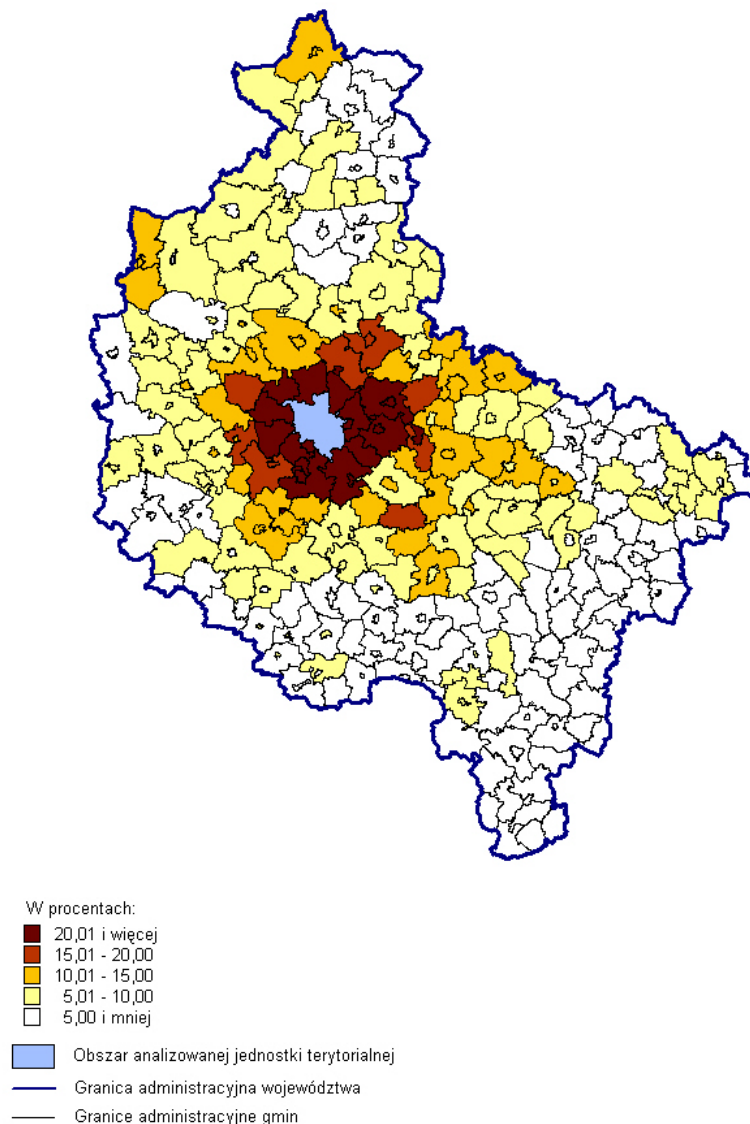 W procentach:
20,01 i więcej
15,01 - 20,00
10,01 - 15,00
5,01 - 10,00
5,00 i mniej
Obszar analizowanej jednostki terytorialnej
Granica administracyjna województwa
Granice administracyjne gmin